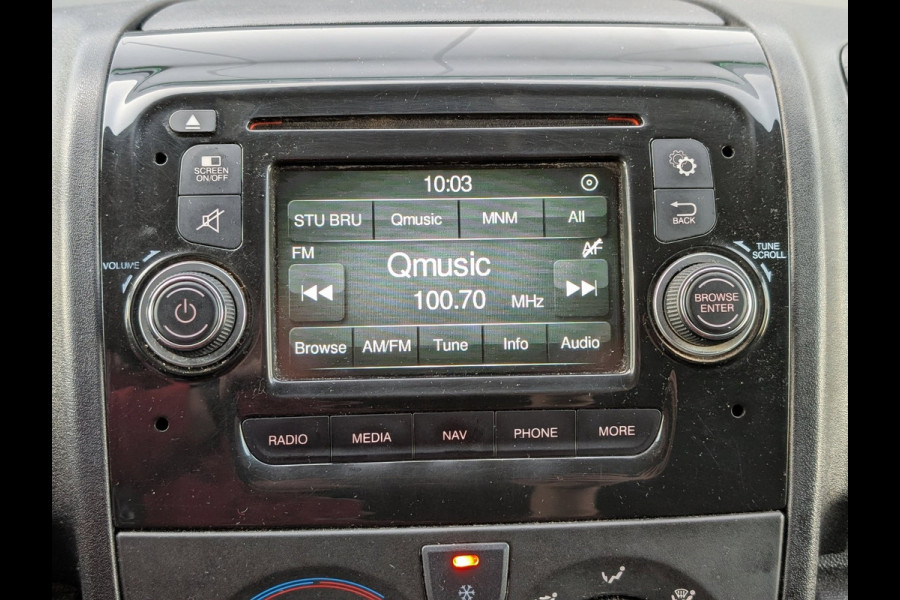 10:03
SCREEN
ON/OFF
STU BRU Qmusic MNM All
BACK
FM AF
Qmusic
VOLUME
TUNE
SCROLL
100.70 MHz
BROWSE
ENTER
Browse AM/FM Tune Info Audio
RADIO MEDIA NAV PHONE MORE